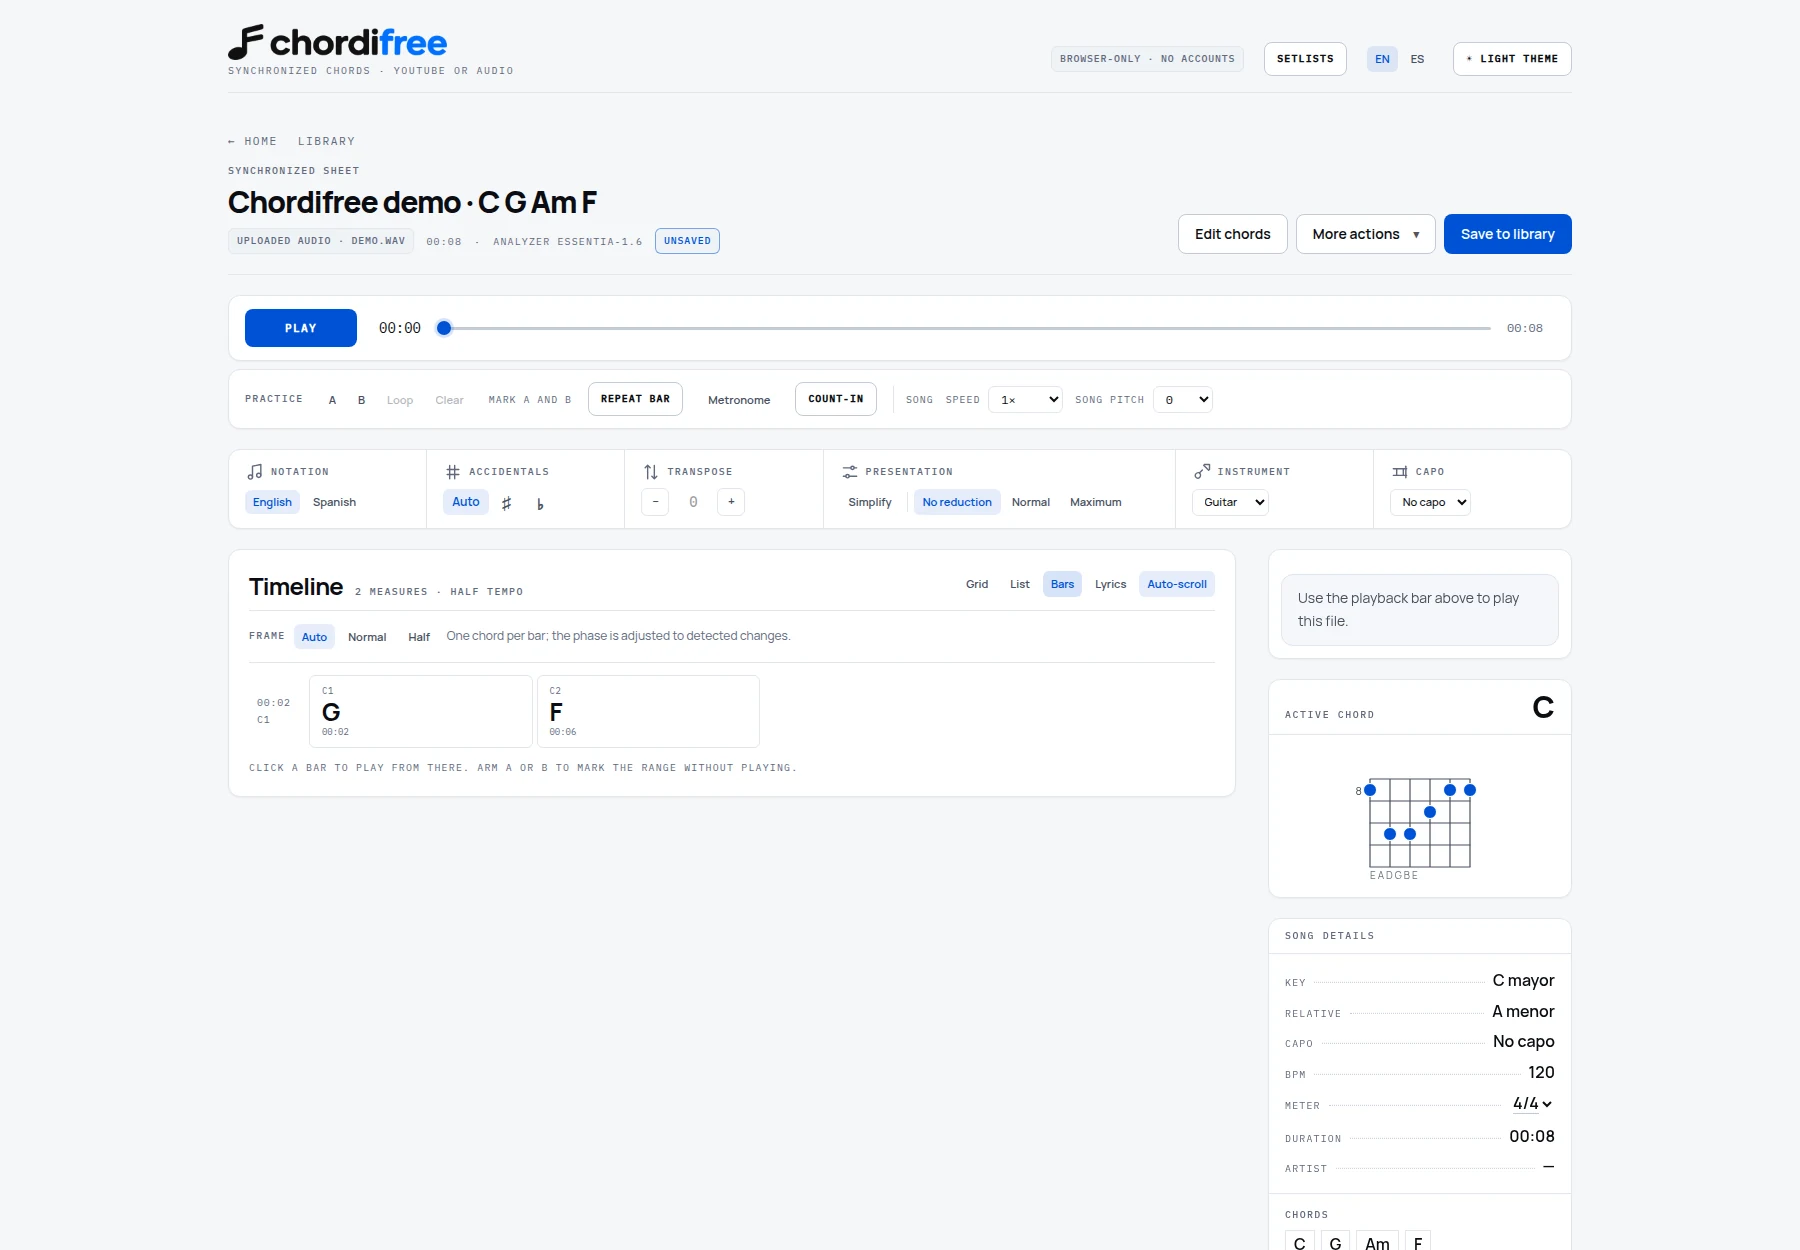 chordifree
SYNCHRONIZED CHORDS · YOUTUBE OR AUDIO
BROWSER-ONLY · NO ACCOUNTS
SETLISTS
EN ES
☀ LIGHT THEME
← HOME LIBRARY
SYNCHRONIZED SHEET
Chordifree demo · C G Am F
UPLOADED AUDIO · DEMO.WAV 00:08 · ANALYZER ESSENTIA-1.6 UNSAVED
Edit chords More actions ▾ Save to library
PLAY 00:00 00:08
PRACTICE A B Loop Clear MARK A AND B REPEAT BAR Metronome COUNT-IN SONG SPEED 1× SONG PITCH 0
NOTATION
English Spanish
ACCIDENTALS
Auto ♯ ♭
TRANSPOSE
− 0 +
PRESENTATION
Simplify No reduction Normal Maximum
INSTRUMENT
Guitar
CAPO
No capo
Timeline 2 MEASURES · HALF TEMPO
Grid List Bars Lyrics Auto-scroll
FRAME Auto Normal Half One chord per bar; the phase is adjusted to detected changes.
00:02
C1
C1
G
00:02
C2
F
00:06
CLICK A BAR TO PLAY FROM THERE. ARM A OR B TO MARK THE RANGE WITHOUT PLAYING.
Use the playback bar above to play
this file.
ACTIVE CHORD C
8
EADGBE
SONG DETAILS
KEY C mayor
RELATIVE A menor
CAPO No capo
BPM 120
METER 4/4
DURATION 00:08
ARTIST —
CHORDS
C G Am F